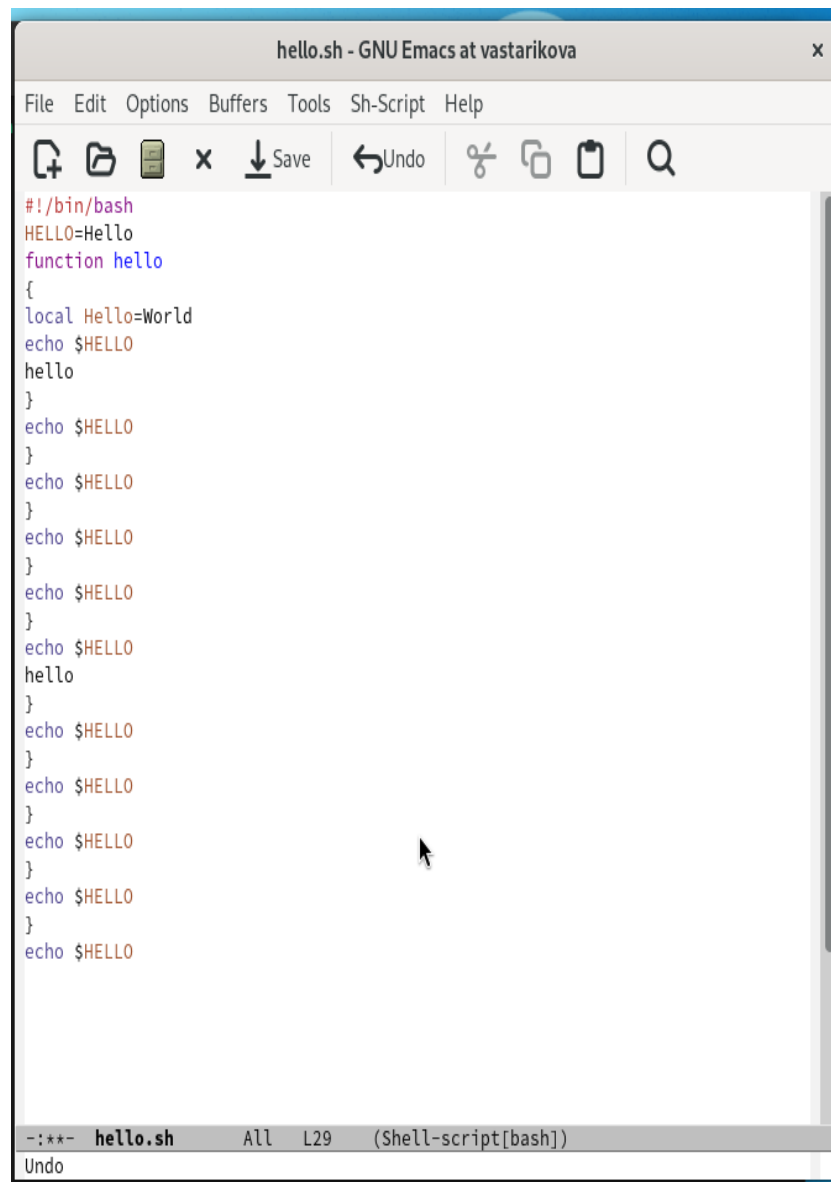 hello.sh - GNU Emacs at vastarikova
File Edit Options Buffers Tools Sh-Script Help
Save Undo
#!/bin/bash
HELLO=Hello
function hello
{
local Hello=World
echo $HELLO
hello
}
echo $HELLO
}
echo $HELLO
}
echo $HELLO
}
echo $HELLO
}
echo $HELLO
hello
}
echo $HELLO
}
echo $HELLO
}
echo $HELLO
}
echo $HELLO
}
echo $HELLO
-:**- hello.sh All L29 (Shell-script[bash])
Undo